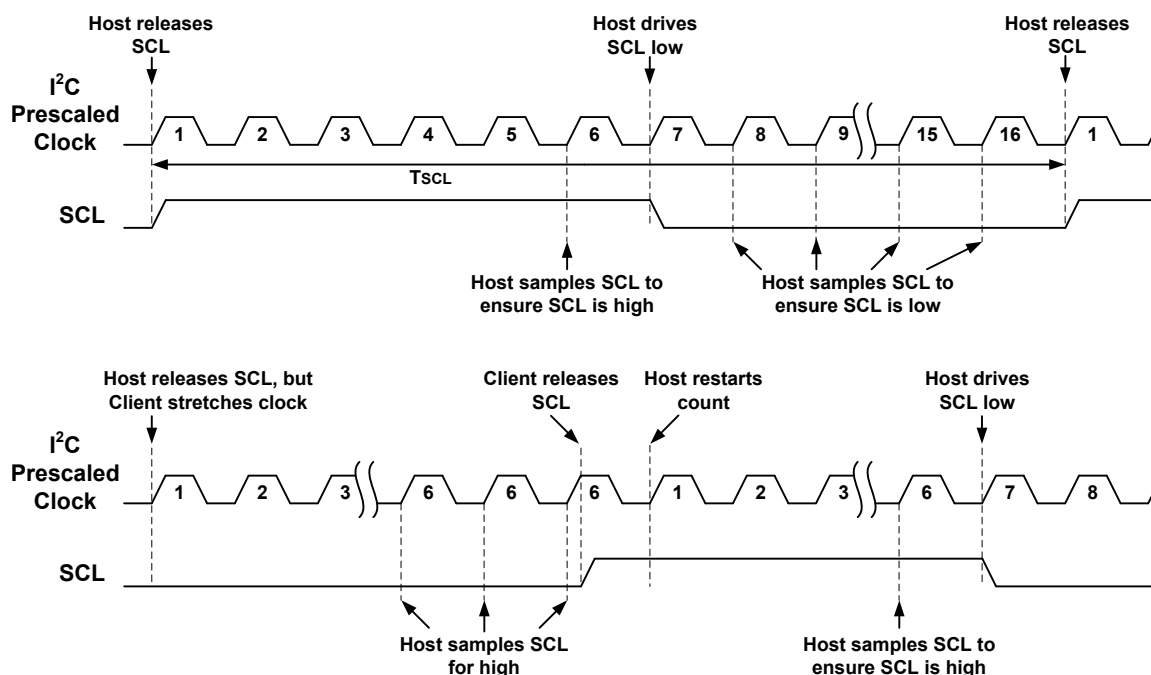 Host releases
SCL
Host drives
SCL low
Host releases
SCL
I²C
Prescaled
Clock
1 2 3 4 5 6 7 8 9 15 16 1
TSCL
SCL
Host samples SCL to
ensure SCL is high
Host samples SCL to
ensure SCL is low
Host releases SCL, but
Client stretches clock
Client releases
SCL
Host restarts
count
Host drives
SCL low
I²C
Prescaled
Clock
1 2 3 6 6 6 1 2 3 6 7 8
SCL
Host samples SCL
for high
Host samples SCL to
ensure SCL is high